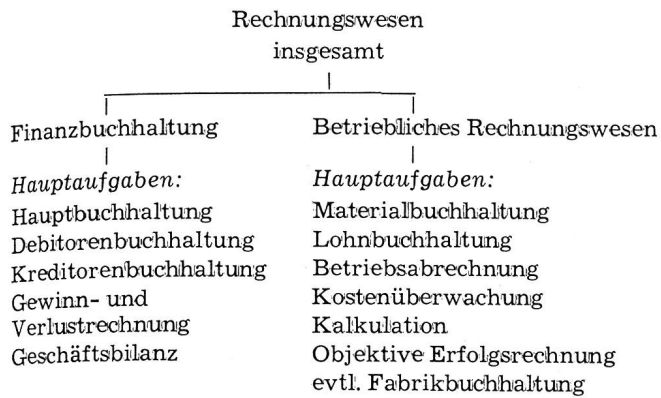 Rechnungswesen
insgesamt
Finanzbuchhaltung
Hauptaufgaben:
Hauptbuchhaltung
Debitorenbuchhaltung
Kreditorenbuchhaltung
Gewinn- und
Verlustrechnung
Geschäftsbilanz
Betriebliches Rechnungswesen
Hauptaufgaben:
Materialbuchhaltung
Lohnbuchhaltung
Betriebsabrechnung
Kostenüberwachung
Kalkulation
Objektive Erfolgsrechnung
evtl. Fabrikbuchhaltung